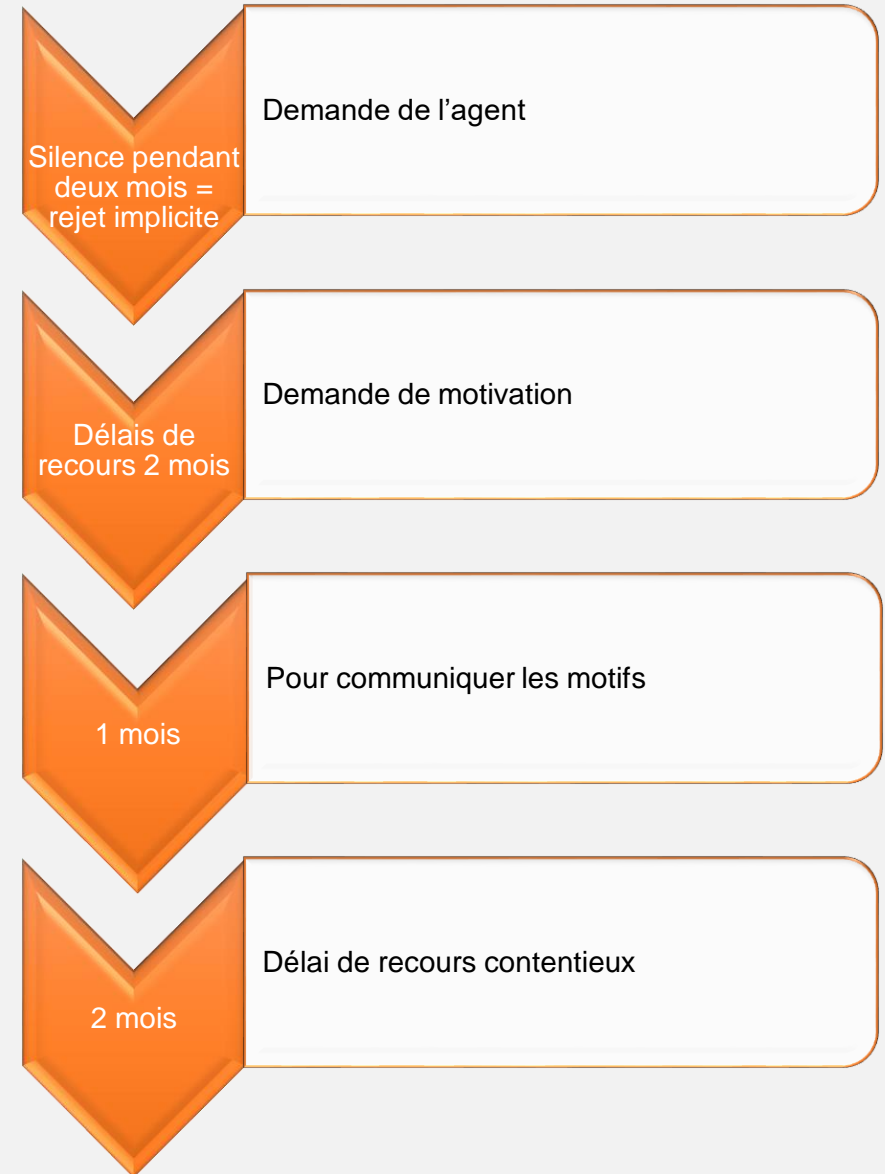 Silence pendant
deux mois =
rejet implicite
Demande de l’agent
Délais de
recours 2 mois
Demande de motivation
1 mois
Pour communiquer les motifs
2 mois
Délai de recours contentieux